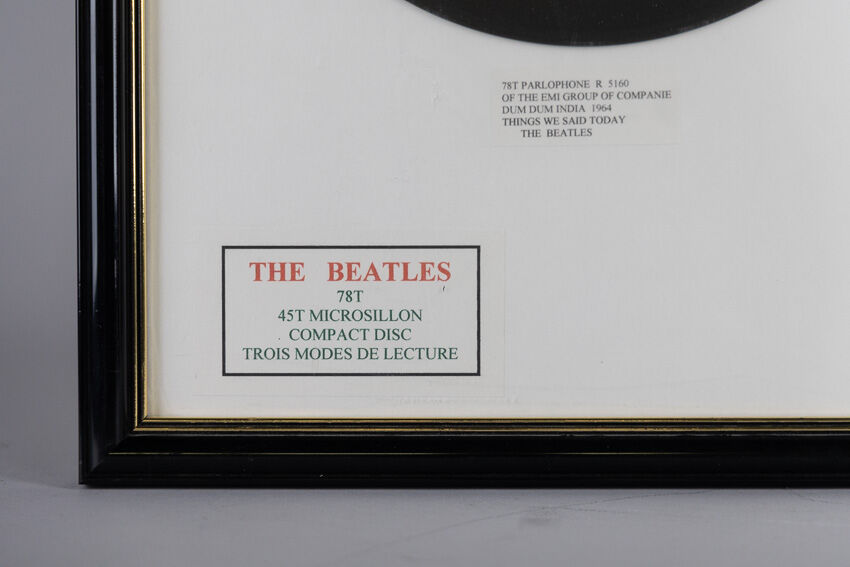 78T PARLOPHONE R 5160
OF THE EMI GROUP OF COMPANIE
DUM DUM INDIA 1964
THINGS WE SAID TODAY
THE BEATLES
THE BEATLES
78T
45T MICROSILLON
COMPACT DISC
TROIS MODES DE LECTURE